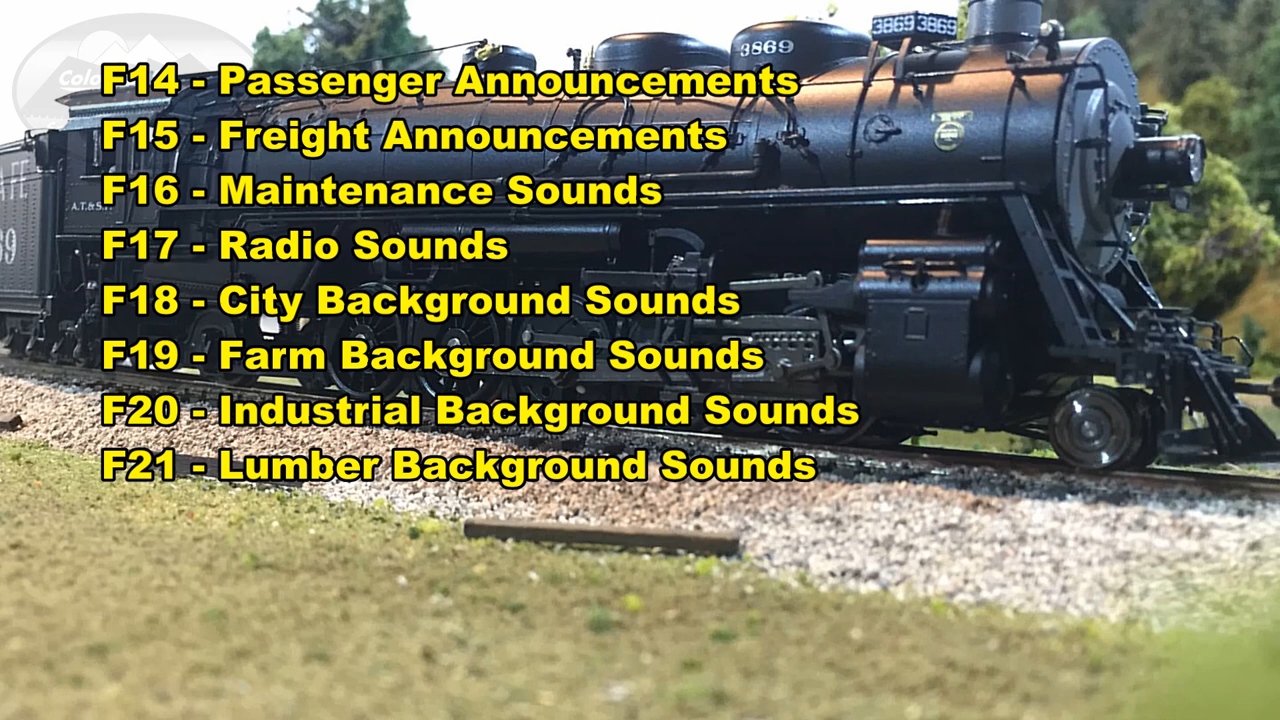 3869 3869
3869
F14 - Passenger Announcements
F15 - Freight Announcements
F16 - Maintenance Sounds
F17 - Radio Sounds
A.T.&S.F.
F18 - City Background Sounds
F19 - Farm Background Sounds
F20 - Industrial Background Sounds
F21 - Lumber Background Sounds